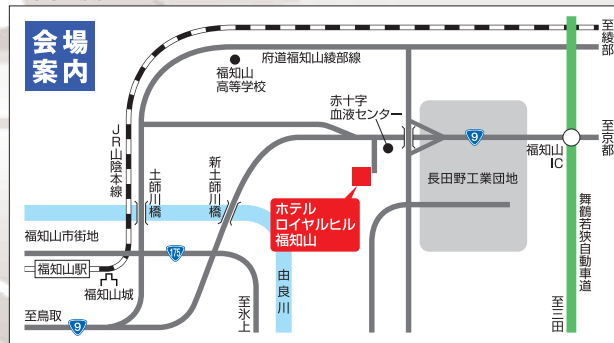 会場
案内
府道福知山綾部線
福知山
高等学校
至綾部
赤十字
血液センター
JR山陰本線
土師川橋
新土師川橋
9
福知山
IC
至京都
長田野工業団地
ホテル
ロイヤルヒル
福知山
舞鶴若狭自動車道
福知山市街地
175
福知山駅
福知山城
由良川
至鳥取
9
至氷上
至三田